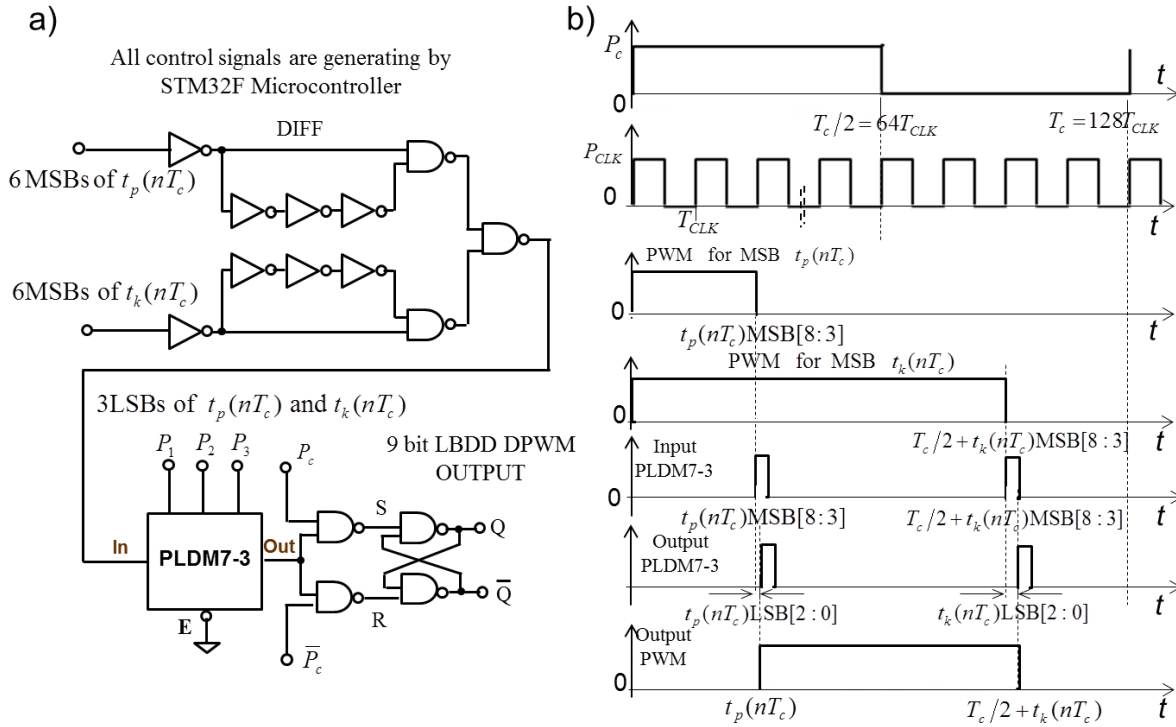 a)
All control signals are generating by
STM32F Microcontroller
DIFF
6 MSBs of t_p(nT_c)
6MSBs of t_k(nT_c)
3LSBs of t_p(nT_c) and t_k(nT_c)
P_1 P_2 P_3
P_c
9 bit LBDD DPWM
OUTPUT
S
Q
In
PLDM7-3
Out
R
Q̅
E
P̅_c
b)
P_c
0
t
T_c/2 = 64T_CLK
T_c = 128T_CLK
P_CLK
0
T_CLK
t
PWM for MSB t_p(nT_c)
0
t
t_p(nT_c)MSB[8:3]
PWM for MSB t_k(nT_c)
0
t
Input
PLDM7-3
T_c/2 + t_k(nT_c)MSB[8:3]
0
t
t_p(nT_c)MSB[8:3]
T_c/2 + t_k(nT_c)MSB[8:3]
Output
PLDM7-3
0
t
t_p(nT_c)LSB[2:0]
t_k(nT_c)LSB[2:0]
Output
PWM
0
t_p(nT_c)
T_c/2 + t_k(nT_c)
t